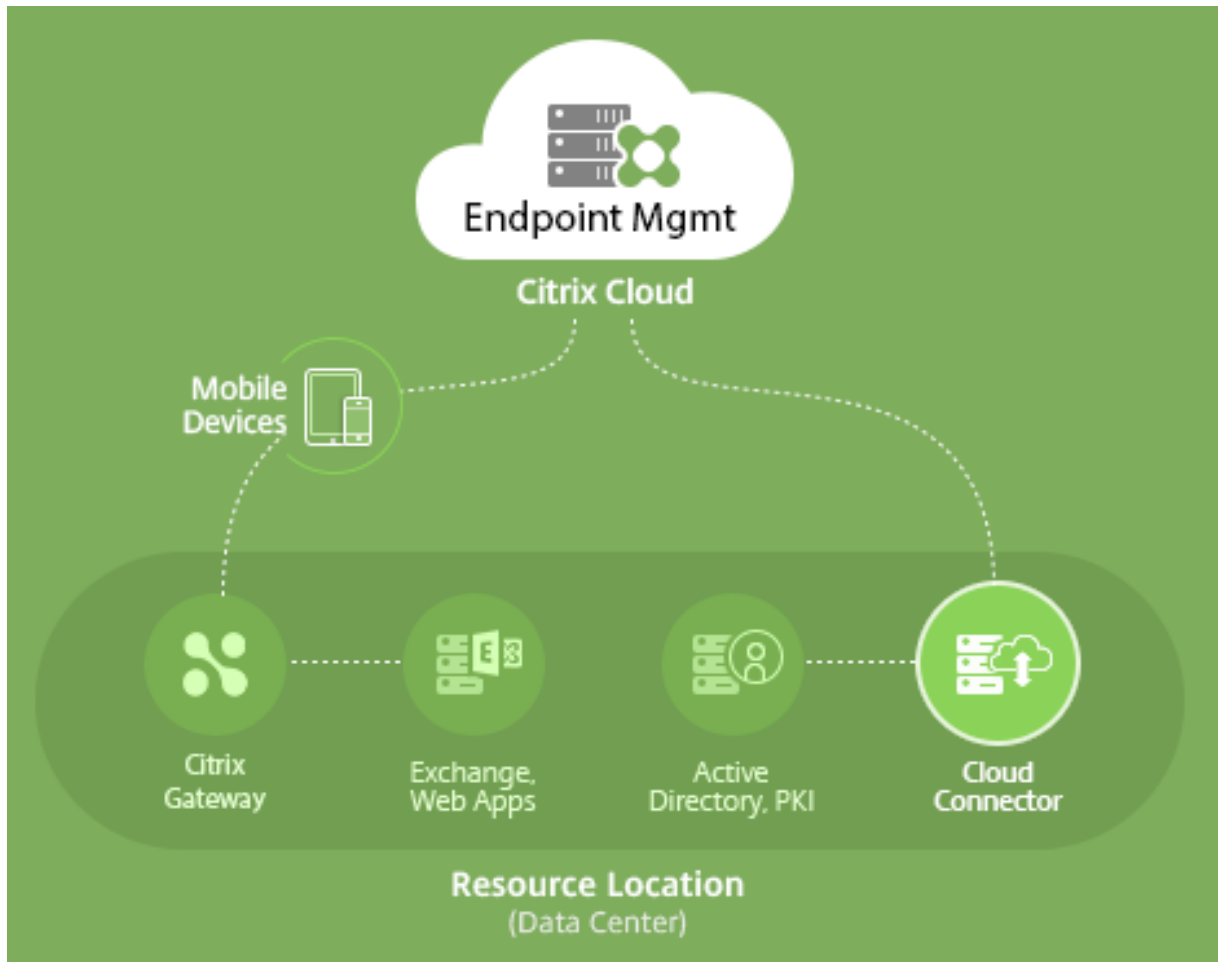 Endpoint Mgmt
Citrix Cloud
Mobile
Devices
E
Citrix
Gateway
Exchange,
Web Apps
Active
Directory, PKI
Cloud
Connector
Resource Location
(Data Center)